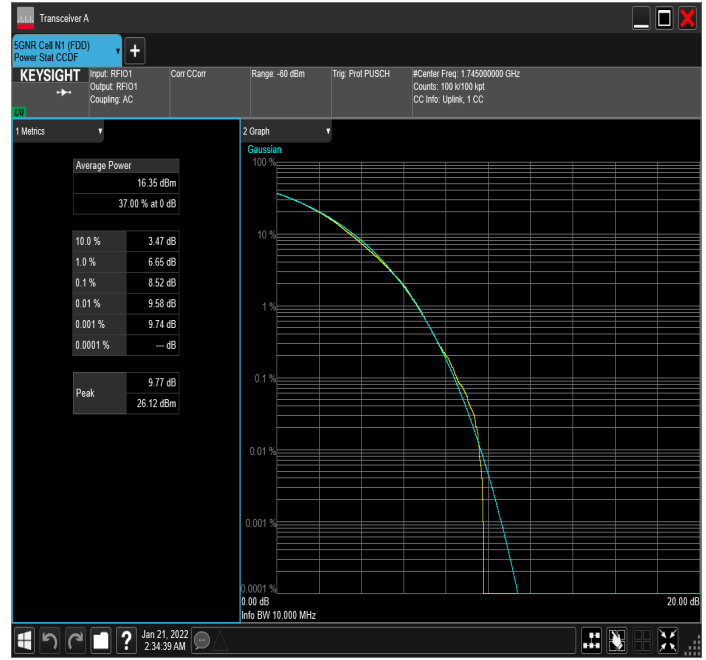 Transceiver A
5GNR Cell N1 (FDD)
Power Stat CCDF
+
KEYSIGHT
Input: RFIO1
Output: RFIO1
Coupling: AC
Corr CCorr
Range: -60 dBm
Trig: Prot PUSCH
#Center Freq: 1.745000000 GHz
Counts: 100 k/100 kpt
CC Info: Uplink, 1 CC
1 Metrics
Average Power
16.35 dBm
37.00 % at 0 dB
10.0 % 3.47 dB
1.0 % 6.65 dB
0.1 % 8.52 dB
0.01 % 9.58 dB
0.001 % 9.74 dB
0.0001 % --- dB
Peak
9.77 dB
26.12 dBm
2 Graph
Gaussian
100 %
10 %
1 %
0.1 %
0.01 %
0.001 %
0.0001 %
0.00 dB 20.00 dB
Info BW 10.000 MHz
?
Jan 21, 2022
2:34:39 AM